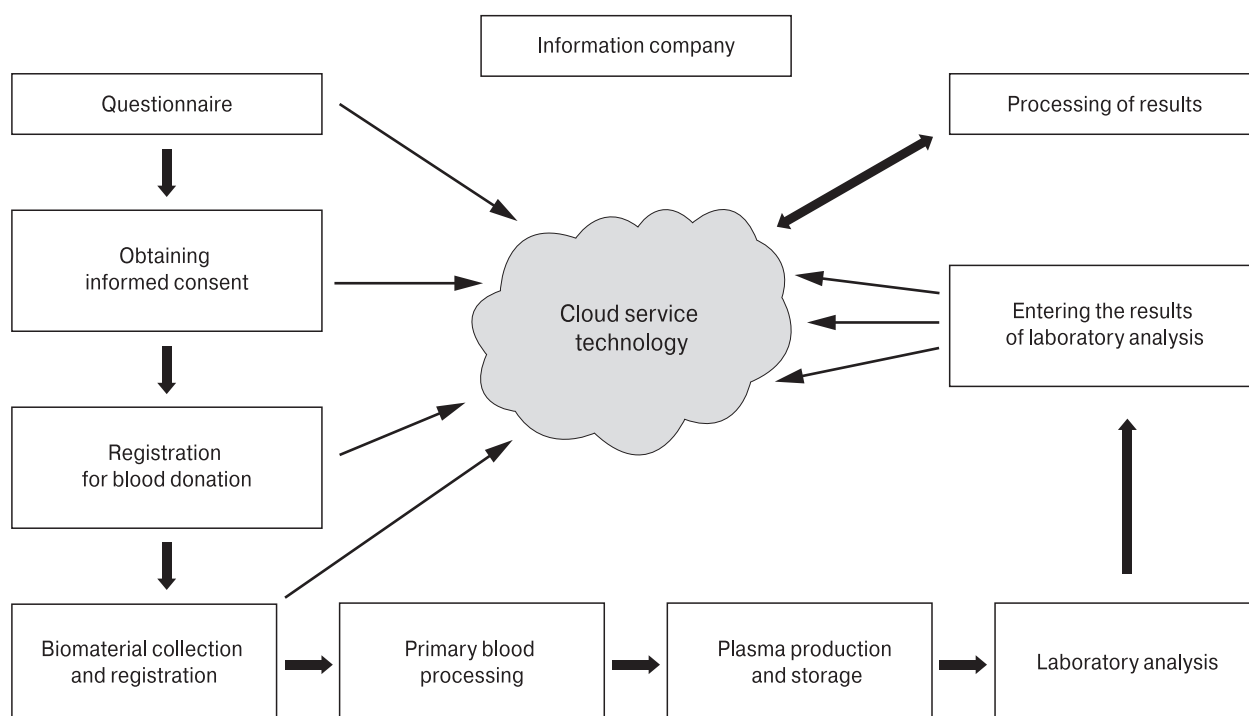 Information company
Questionnaire
Processing of results
Obtaining
informed consent
Cloud service
technology
Entering the results
of laboratory analysis
Registration
for blood donation
Biomaterial collection
and registration
Primary blood
processing
Plasma production
and storage
Laboratory analysis